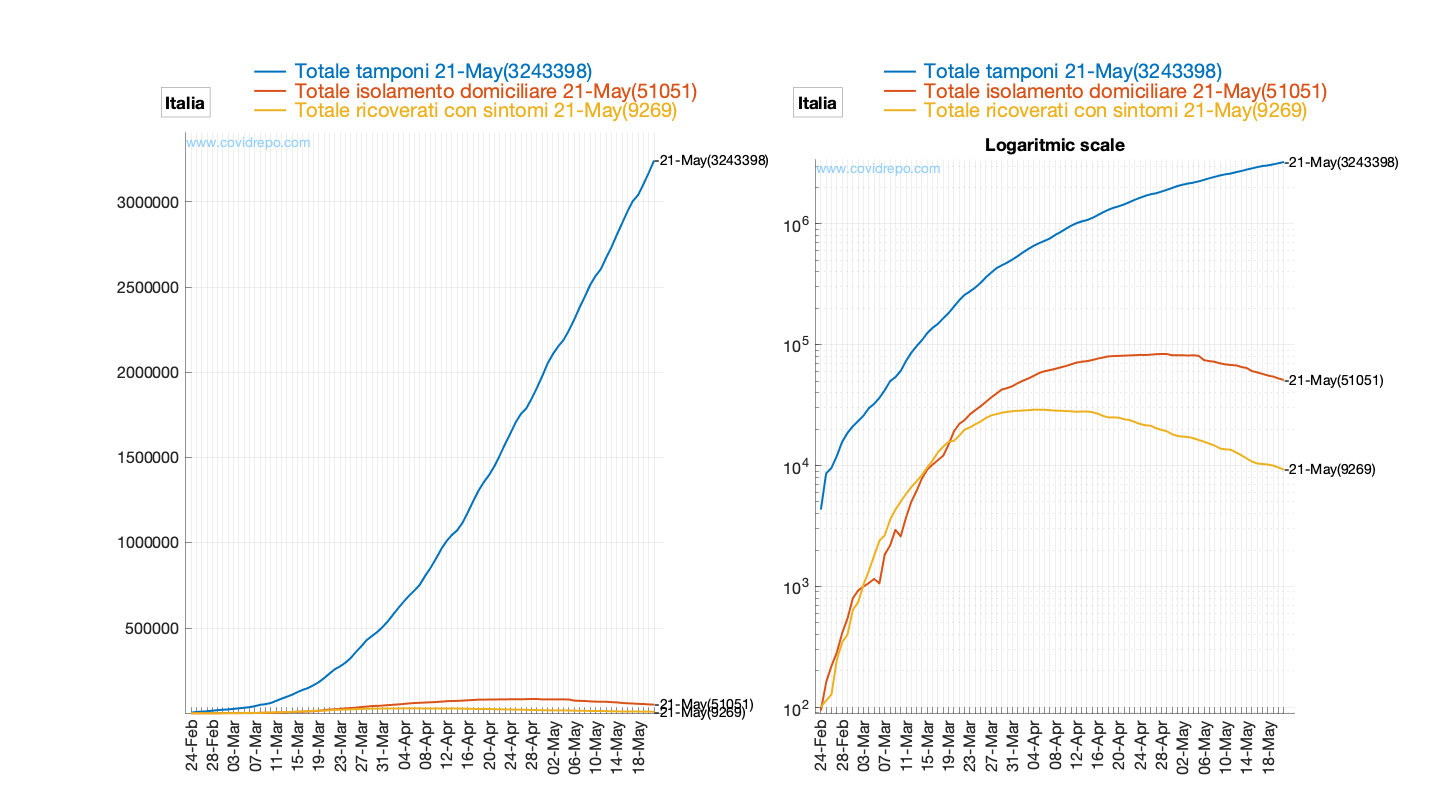 Totale tamponi 21-May(3243398)
Totale isolamento domiciliare 21-May(51051)
Totale ricoverati con sintomi 21-May(9269)
Italia
www.covidrepo.com
21-May(3243398)
3000000
2500000
2000000
1500000
1000000
500000
21-May(51051)
21-May(9269)
24-Feb
28-Feb
03-Mar
07-Mar
11-Mar
15-Mar
19-Mar
23-Mar
27-Mar
31-Mar
04-Apr
08-Apr
12-Apr
16-Apr
20-Apr
24-Apr
28-Apr
02-May
06-May
10-May
14-May
18-May
Totale tamponi 21-May(3243398)
Totale isolamento domiciliare 21-May(51051)
Totale ricoverati con sintomi 21-May(9269)
Italia
Logaritmic scale
www.covidrepo.com
21-May(3243398)
10^6
10^5
21-May(51051)
10^4
21-May(9269)
10^3
10^2
24-Feb
28-Feb
03-Mar
07-Mar
11-Mar
15-Mar
19-Mar
23-Mar
27-Mar
31-Mar
04-Apr
08-Apr
12-Apr
16-Apr
20-Apr
24-Apr
28-Apr
02-May
06-May
10-May
14-May
18-May